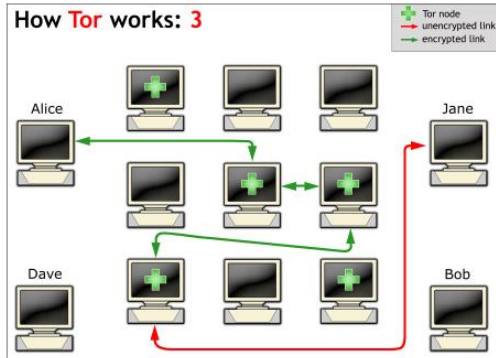 How Tor works: 3
Tor node
unencrypted link
encrypted link
Alice
Jane
Dave
Bob